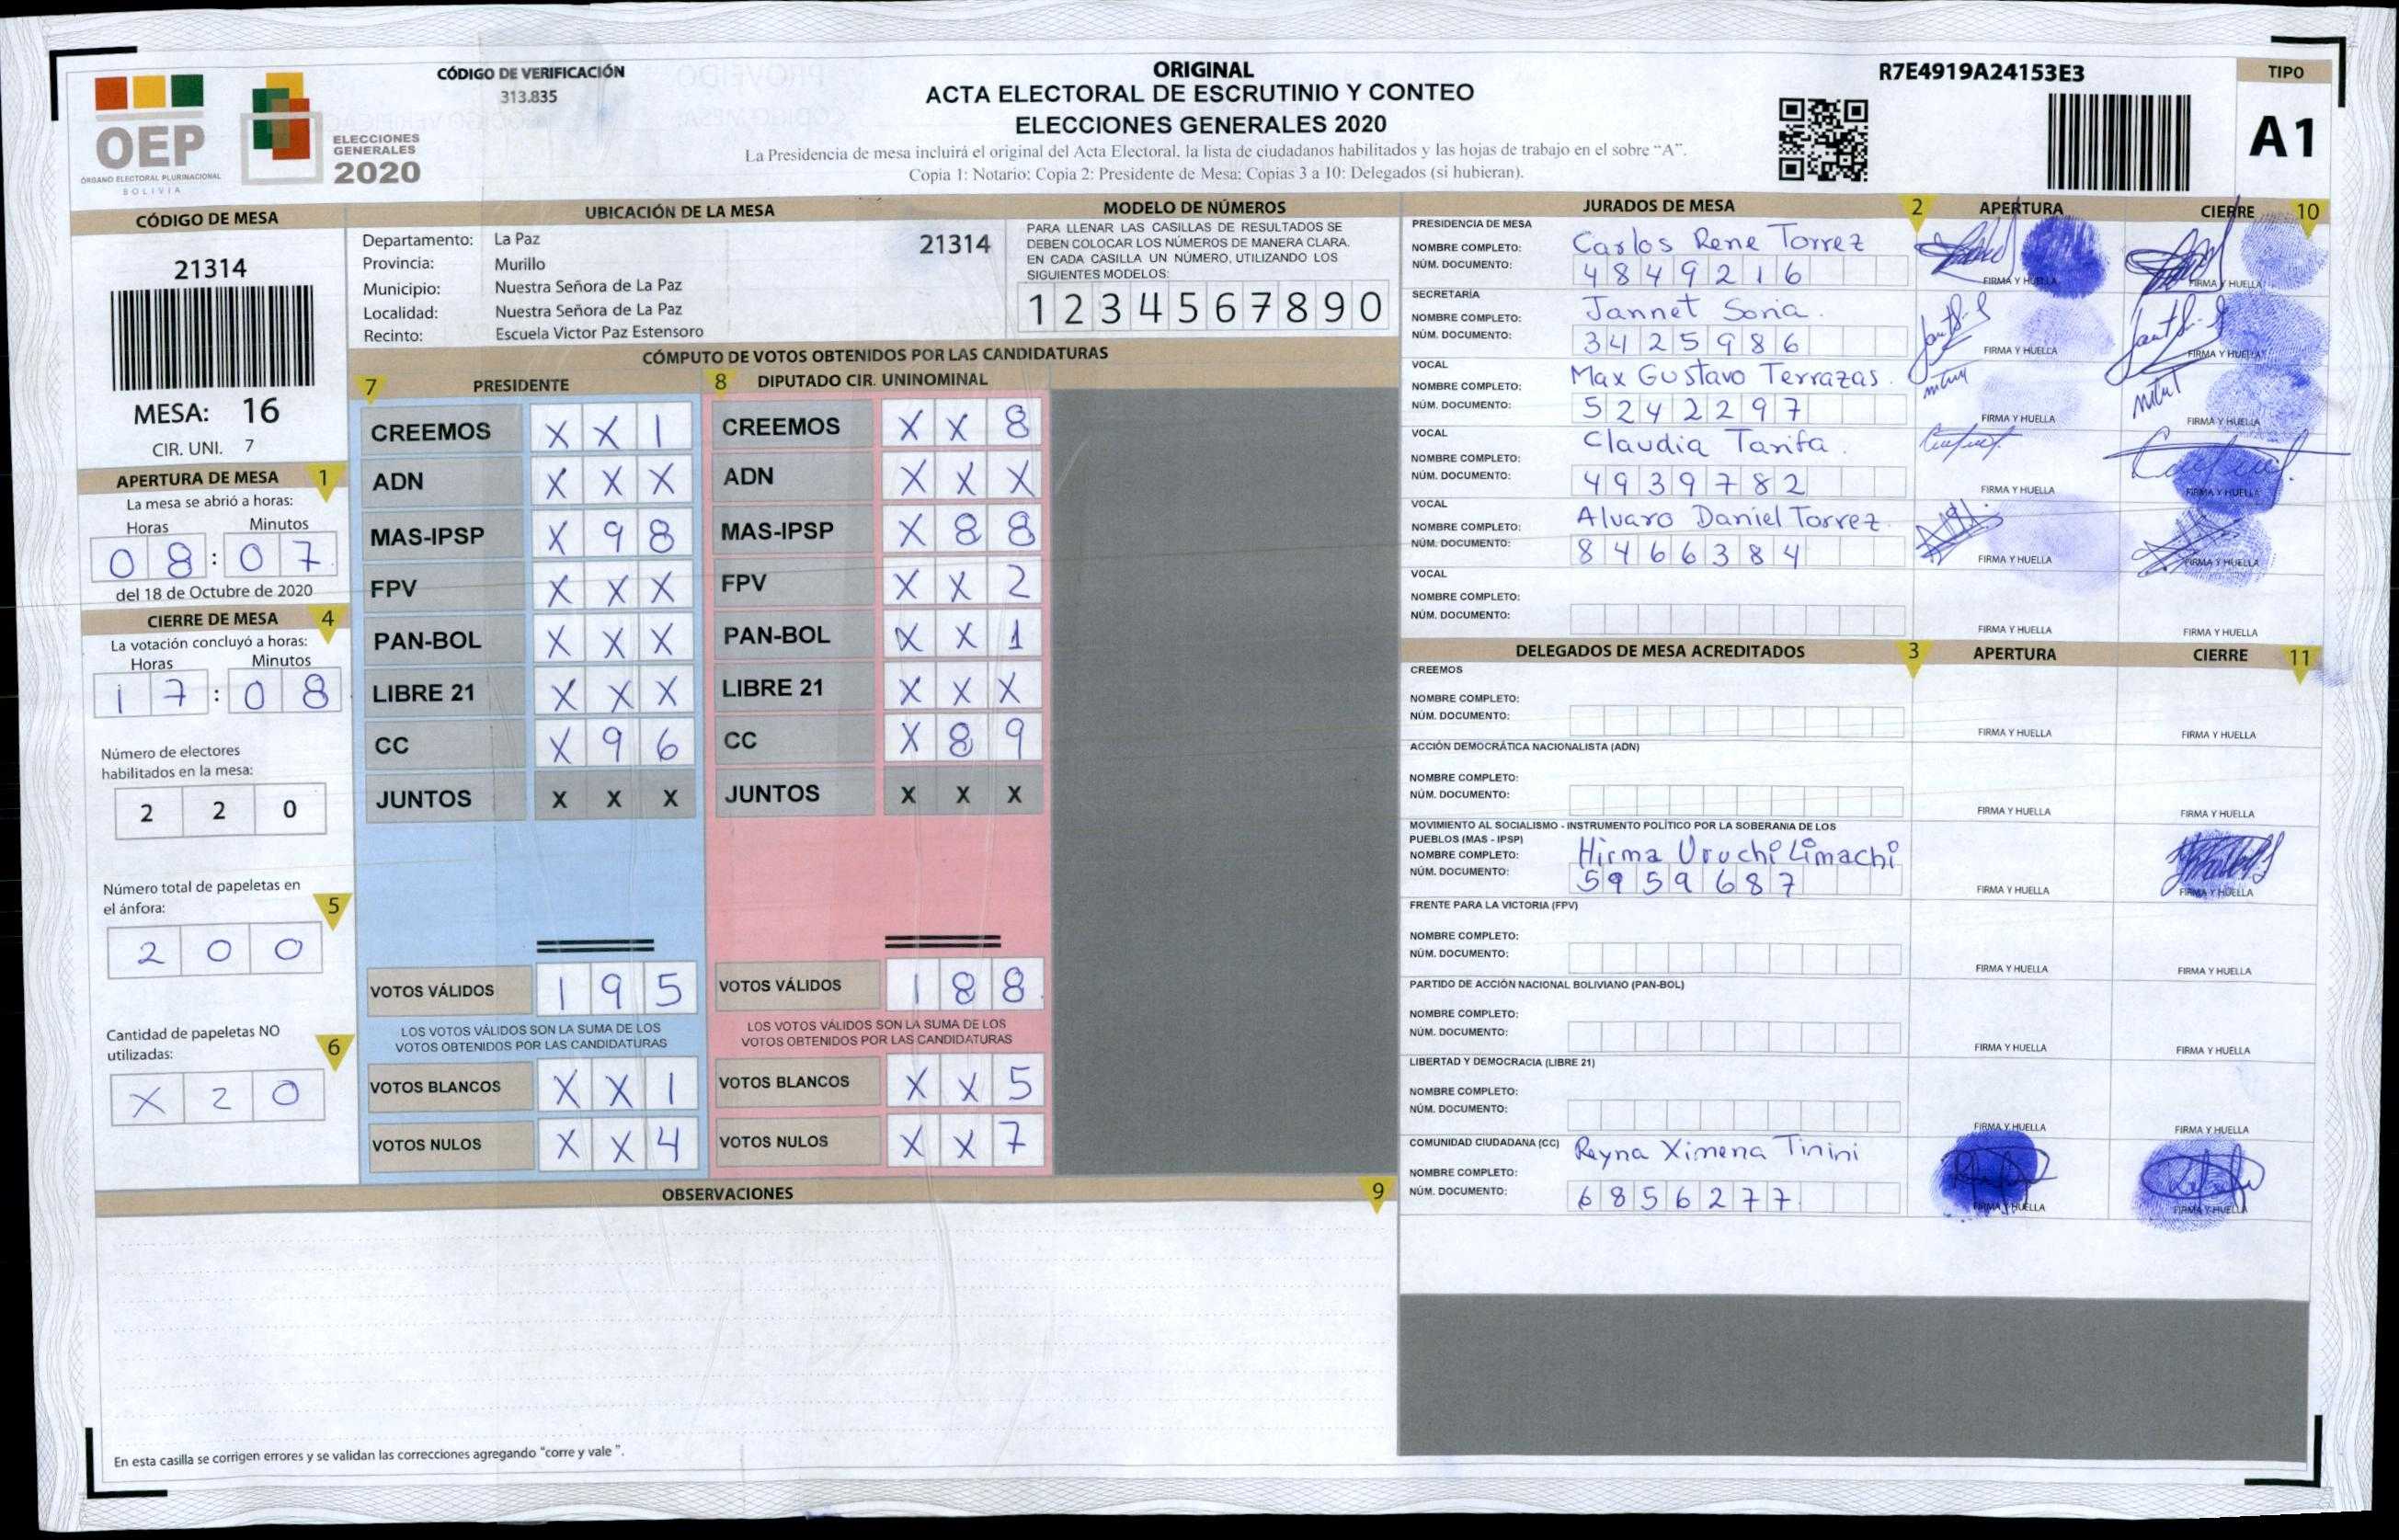 CÓDIGO DE VERIFICACIÓN
313.835
OEP
ÓRGANO ELECTORAL PLURINACIONAL
BOLIVIA
ELECCIONES
GENERALES
2020
ORIGINAL
ACTA ELECTORAL DE ESCRUTINIO Y CONTEO
ELECCIONES GENERALES 2020
La Presidencia de mesa incluirá el original del Acta Electoral, la lista de ciudadanos habilitados y las hojas de trabajo en el sobre “A”.
Copia 1: Notario; Copia 2: Presidente de Mesa; Copias 3 a 10: Delegados (si hubieran).
R7E4919A24153E3
TIPO
A1
CÓDIGO DE MESA
21314
MESA: 16
CIR. UNI. 7
APERTURA DE MESA 1
La mesa se abrió a horas:
Horas Minutos
08:07
del 18 de Octubre de 2020
CIERRE DE MESA 4
La votación concluyó a horas:
Horas Minutos
17:08
Número de electores
habilitados en la mesa:
2 2 0
Número total de papeletas en
el ánfora: 5
2 0 0
Cantidad de papeletas NO
utilizadas: 6
X 2 0
UBICACIÓN DE LA MESA
Departamento: La Paz 21314
Provincia: Murillo
Municipio: Nuestra Señora de La Paz
Localidad: Nuestra Señora de La Paz
Recinto: Escuela Victor Paz Estensoro
MODELO DE NÚMEROS
PARA LLENAR LAS CASILLAS DE RESULTADOS SE
DEBEN COLOCAR LOS NÚMEROS DE MANERA CLARA.
EN CADA CASILLA UN NÚMERO, UTILIZANDO LOS
SIGUIENTES MODELOS:
1 2 3 4 5 6 7 8 9 0
CÓMPUTO DE VOTOS OBTENIDOS POR LAS CANDIDATURAS
7 PRESIDENTE 8 DIPUTADO CIR. UNINOMINAL
CREEMOS X X 1 CREEMOS X X 8
ADN X X X ADN X X X
MAS-IPSP X 9 8 MAS-IPSP X 8 8
FPV X X X FPV X X 2
PAN-BOL X X X PAN-BOL X X 1
LIBRE 21 X X X LIBRE 21 X X X
CC X 9 6 CC X 8 9
JUNTOS X X X JUNTOS X X X
VOTOS VÁLIDOS 1 9 5 VOTOS VÁLIDOS 1 8 8
LOS VOTOS VÁLIDOS SON LA SUMA DE LOS LOS VOTOS VÁLIDOS SON LA SUMA DE LOS
VOTOS OBTENIDOS POR LAS CANDIDATURAS VOTOS OBTENIDOS POR LAS CANDIDATURAS
VOTOS BLANCOS X X 1 VOTOS BLANCOS X X 5
VOTOS NULOS X X 4 VOTOS NULOS X X 7
OBSERVACIONES 9
En esta casilla se corrigen errores y se validan las correcciones agregando "corre y vale ".
JURADOS DE MESA 2 APERTURA CIERRE 10
PRESIDENCIA DE MESA
NOMBRE COMPLETO: Carlos Rene Torrez
NÚM. DOCUMENTO: 4849216 FIRMA Y HUELLA FIRMA Y HUELLA
SECRETARÍA
NOMBRE COMPLETO: Jannet Soria
NÚM. DOCUMENTO: 3425986 FIRMA Y HUELLA FIRMA Y HUELLA
VOCAL
NOMBRE COMPLETO: Max Gustavo Terrazas
NÚM. DOCUMENTO: 5242297 FIRMA Y HUELLA FIRMA Y HUELLA
VOCAL
NOMBRE COMPLETO: Claudia Tarifa
NÚM. DOCUMENTO: 4939782 FIRMA Y HUELLA FIRMA Y HUELLA
VOCAL
NOMBRE COMPLETO: Alvaro Daniel Torrez
NÚM. DOCUMENTO: 8466384 FIRMA Y HUELLA FIRMA Y HUELLA
VOCAL
NOMBRE COMPLETO:
NÚM. DOCUMENTO: FIRMA Y HUELLA FIRMA Y HUELLA
DELEGADOS DE MESA ACREDITADOS 3 APERTURA CIERRE 11
CREEMOS
NOMBRE COMPLETO:
NÚM. DOCUMENTO: FIRMA Y HUELLA FIRMA Y HUELLA
ACCIÓN DEMOCRÁTICA NACIONALISTA (ADN)
NOMBRE COMPLETO:
NÚM. DOCUMENTO: FIRMA Y HUELLA FIRMA Y HUELLA
MOVIMIENTO AL SOCIALISMO - INSTRUMENTO POLÍTICO POR LA SOBERANIA DE LOS
PUEBLOS (MAS - IPSP)
NOMBRE COMPLETO: Hirma Uruchi Limachi
NÚM. DOCUMENTO: 5959687 FIRMA Y HUELLA FIRMA Y HUELLA
FRENTE PARA LA VICTORIA (FPV)
NOMBRE COMPLETO:
NÚM. DOCUMENTO: FIRMA Y HUELLA FIRMA Y HUELLA
PARTIDO DE ACCIÓN NACIONAL BOLIVIANO (PAN-BOL)
NOMBRE COMPLETO:
NÚM. DOCUMENTO: FIRMA Y HUELLA FIRMA Y HUELLA
LIBERTAD Y DEMOCRACIA (LIBRE 21)
NOMBRE COMPLETO:
NÚM. DOCUMENTO: FIRMA Y HUELLA FIRMA Y HUELLA
COMUNIDAD CIUDADANA (CC) Reyna Ximena Tinini
NOMBRE COMPLETO:
NÚM. DOCUMENTO: 6856277 FIRMA Y HUELLA FIRMA Y HUELLA